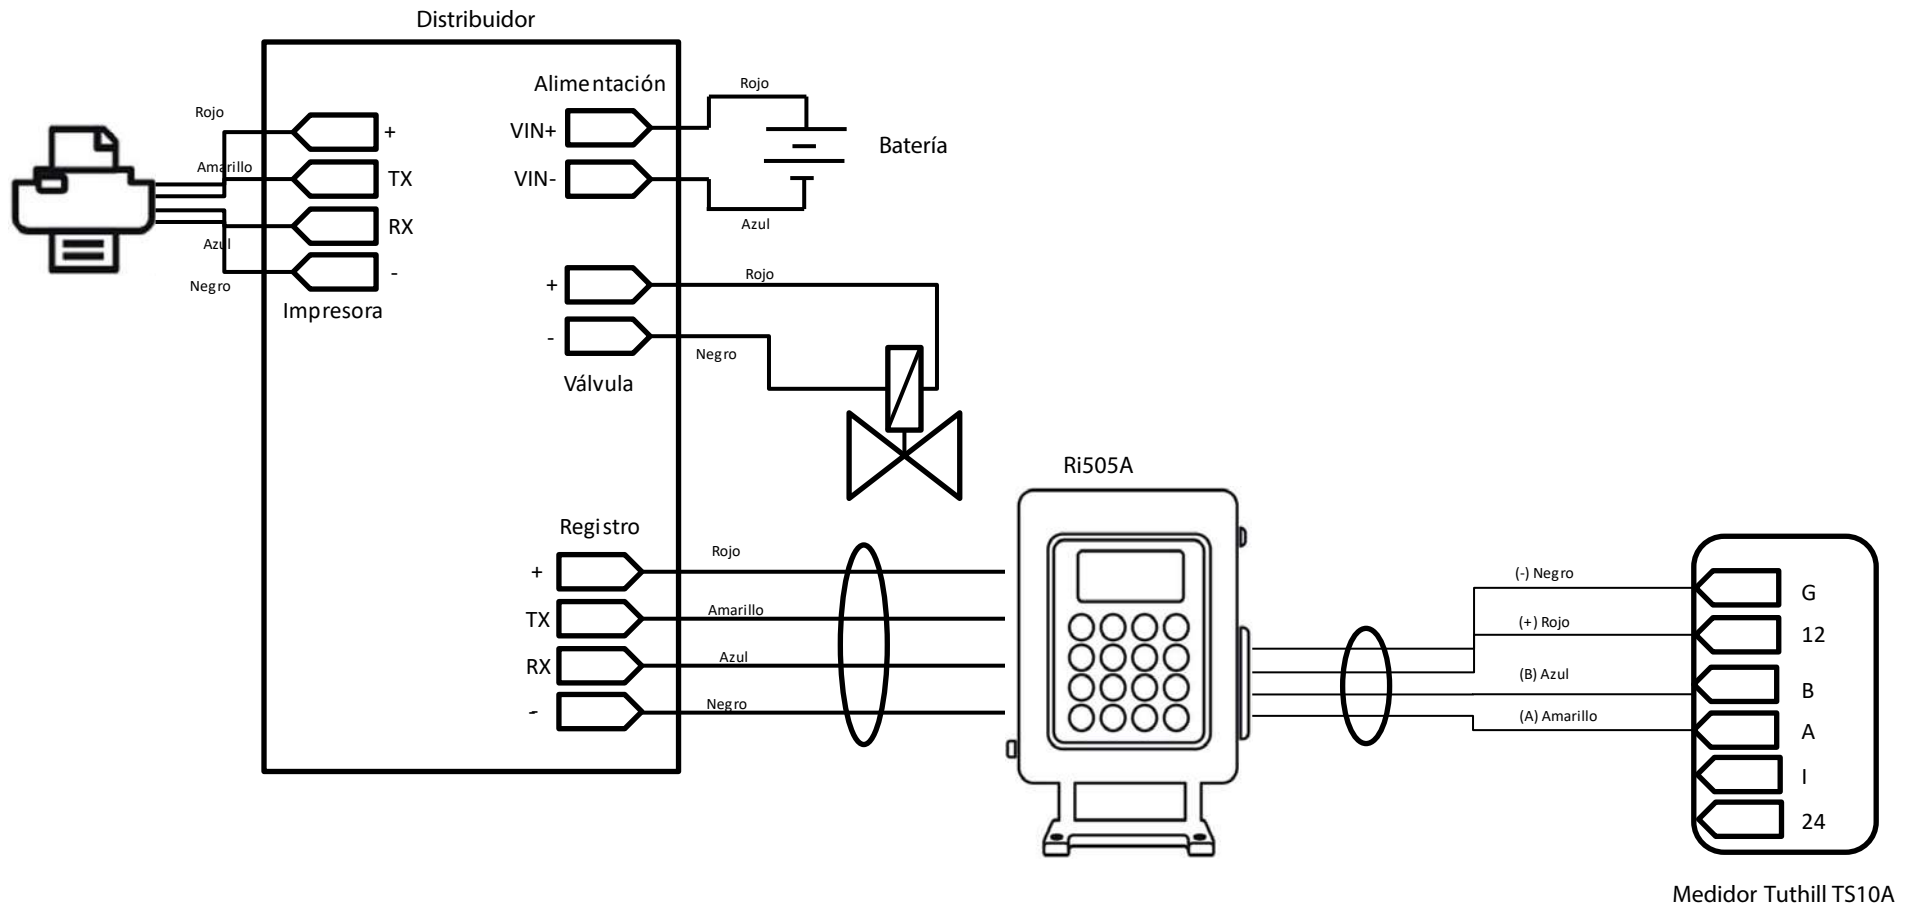 Distribuidor
Alimentación
Rojo
VIN+
Batería
VIN-
Azul
Rojo
+
Amarillo
TX
RX
Azul
-
Negro
Impresora
Rojo
+
-
Negro
Válvula
Registro
Rojo
+
Amarillo
TX
Azul
RX
Negro
-
Ri505A
(-) Negro
G
(+) Rojo
12
(B) Azul
B
(A) Amarillo
A
I
24
Medidor Tuthill TS10A